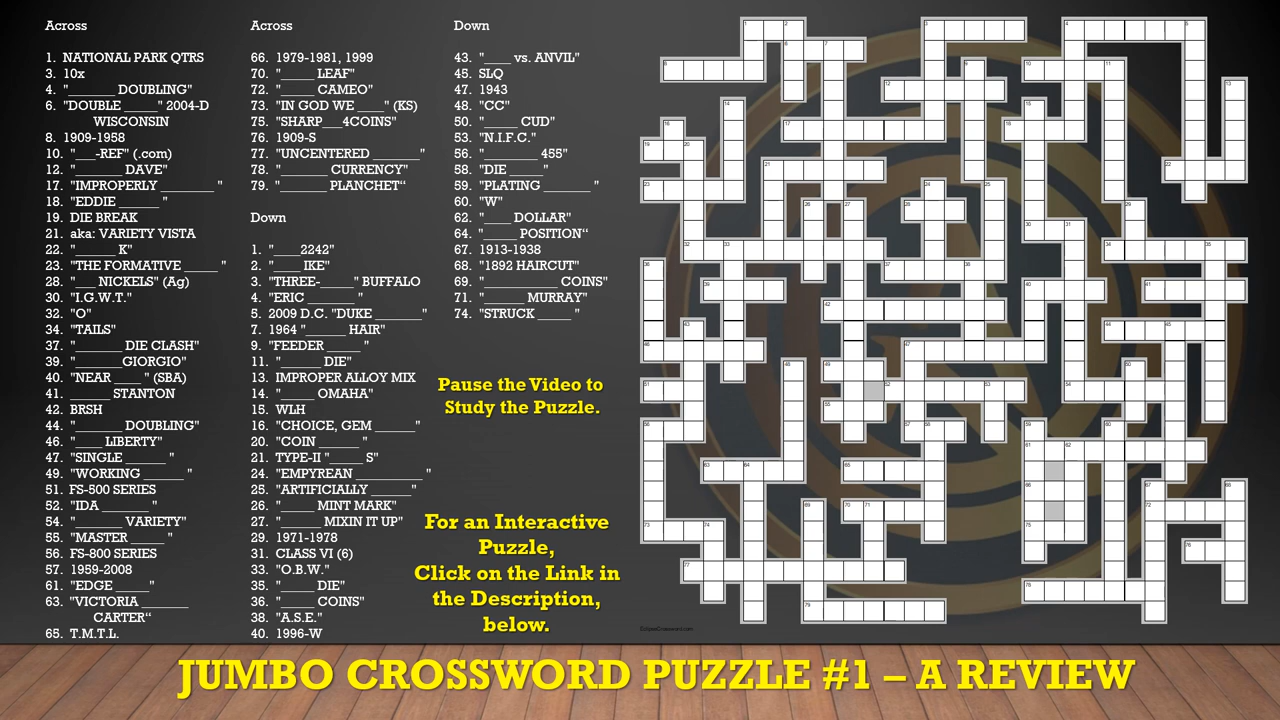 Across
1. NATIONAL PARK QTRS
3. 10x
4. "_______ DOUBLING"
6. "DOUBLE _____" 2004-D
WISCONSIN
8. 1909-1958
10. "___-REF" (.com)
12. "_______ DAVE"
17. "IMPROPERLY ________ "
18. "EDDIE ______ "
19. DIE BREAK
21. aka: VARIETY VISTA
22. "______ K"
23. "THE FORMATIVE _____ "
28. "___ NICKELS" (Ag)
30. "I.G.W.T."
32. "O"
34. "TAILS"
37. "_______ DIE CLASH"
39. "_______GIORGIO"
40. "NEAR ____ " (SBA)
41. ______ STANTON
42. BRSH
44. "_______ DOUBLING"
46. "____ LIBERTY"
47. "SINGLE ______ "
49. "WORKING ______ "
51. FS-500 SERIES
52. "IDA ________ "
54. "_______ VARIETY"
55. "MASTER _____ "
56. FS-800 SERIES
57. 1959-2008
61. "EDGE _____"
63. "VICTORIA _______
CARTER"
65. T.M.T.L.
Across
66. 1979-1981, 1999
70. "_____ LEAF"
72. "_____ CAMEO"
73. "IN GOD WE ____" (KS)
75. "SHARP___4COINS"
76. 1909-S
77. "UNCENTERED _______"
78. "_______ CURRENCY"
79. "_______ PLANCHET"
Down
1. "____2242"
2. "____ IKE"
3. "THREE-_____" BUFFALO
4. "ERIC _______ "
5. 2009 D.C. "DUKE _______"
7. 1964 "______ HAIR"
9. "FEEDER _____ "
11. "______ DIE"
13. IMPROPER ALLOY MIX
14. "_____ OMAHA"
15. WLH
16. "CHOICE, GEM _____ "
20. "COIN ______ "
21. TYPE-II "_____ S"
24. "EMPYREAN __________"
25. "ARTIFICIALLY ______"
26. "_____ MINT MARK"
27. "______ MIXIN IT UP"
29. 1971-1978
31. CLASS VI (6)
33. "O.B.W."
35. "_____ DIE"
36. "_____ COINS"
38. "A.S.E."
40. 1996-W
Down
43. "____ vs. ANVIL"
45. SLQ
47. 1943
48. "CC"
50. "_____ CUD"
53. "N.I.F.C."
56. "________ 455"
58. "DIE _____"
59. "PLATING _______ "
60. "W"
62. "____ DOLLAR"
64. "_____ POSITION"
67. 1913-1938
68. "1892 HAIRCUT"
69. "___________ COINS"
71. "______ MURRAY"
74. "STRUCK _____ "
Pause the Video to
Study the Puzzle.
For an Interactive
Puzzle,
Click on the Link in
the Description,
below.
JUMBO CROSSWORD PUZZLE #1 – A REVIEW